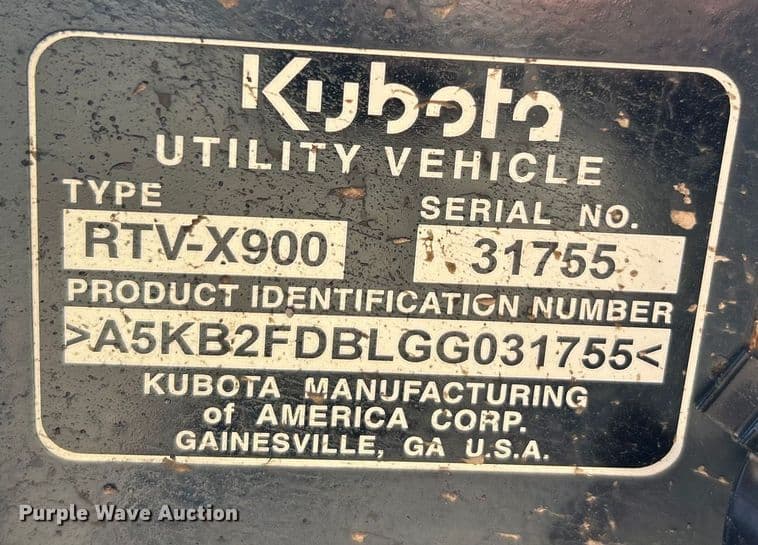 Kubota
UTILITY VEHICLE
TYPE SERIAL NO.
RTV-X900 31755
PRODUCT IDENTIFICATION NUMBER
>A5KB2FDBLGG031755<
KUBOTA MANUFACTURING
of AMERICA CORP.
GAINESVILLE, GA U.S.A.
Purple Wave Auction